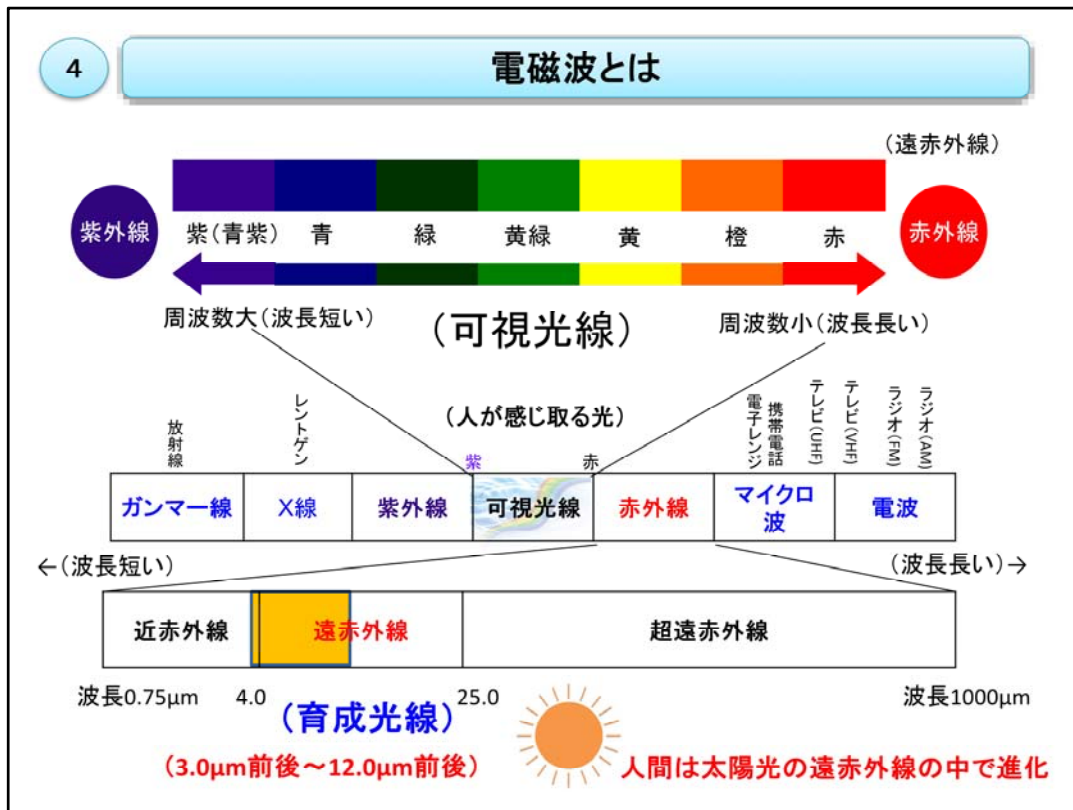 4
電磁波とは
(遠赤外線)
紫外線
紫(青紫) 青 緑 黄緑 黄 橙 赤
赤外線
周波数大(波長短い)
(可視光線)
周波数小(波長長い)
(人が感じ取る光)
放射線
レントゲン
紫
赤
電子レンジ
携帯電話
テレビ(UHF)
テレビ(VHF)
ラジオ(FM)
ラジオ(AM)
ガンマー線 X線 紫外線 可視光線 赤外線 マイクロ波 電波
←(波長短い)
(波長長い)→
近赤外線 遠赤外線 超遠赤外線
波長0.75μm 4.0 25.0 波長1000μm
(育成光線)
(3.0μm前後～12.0μm前後)
人間は太陽光の遠赤外線の中で進化